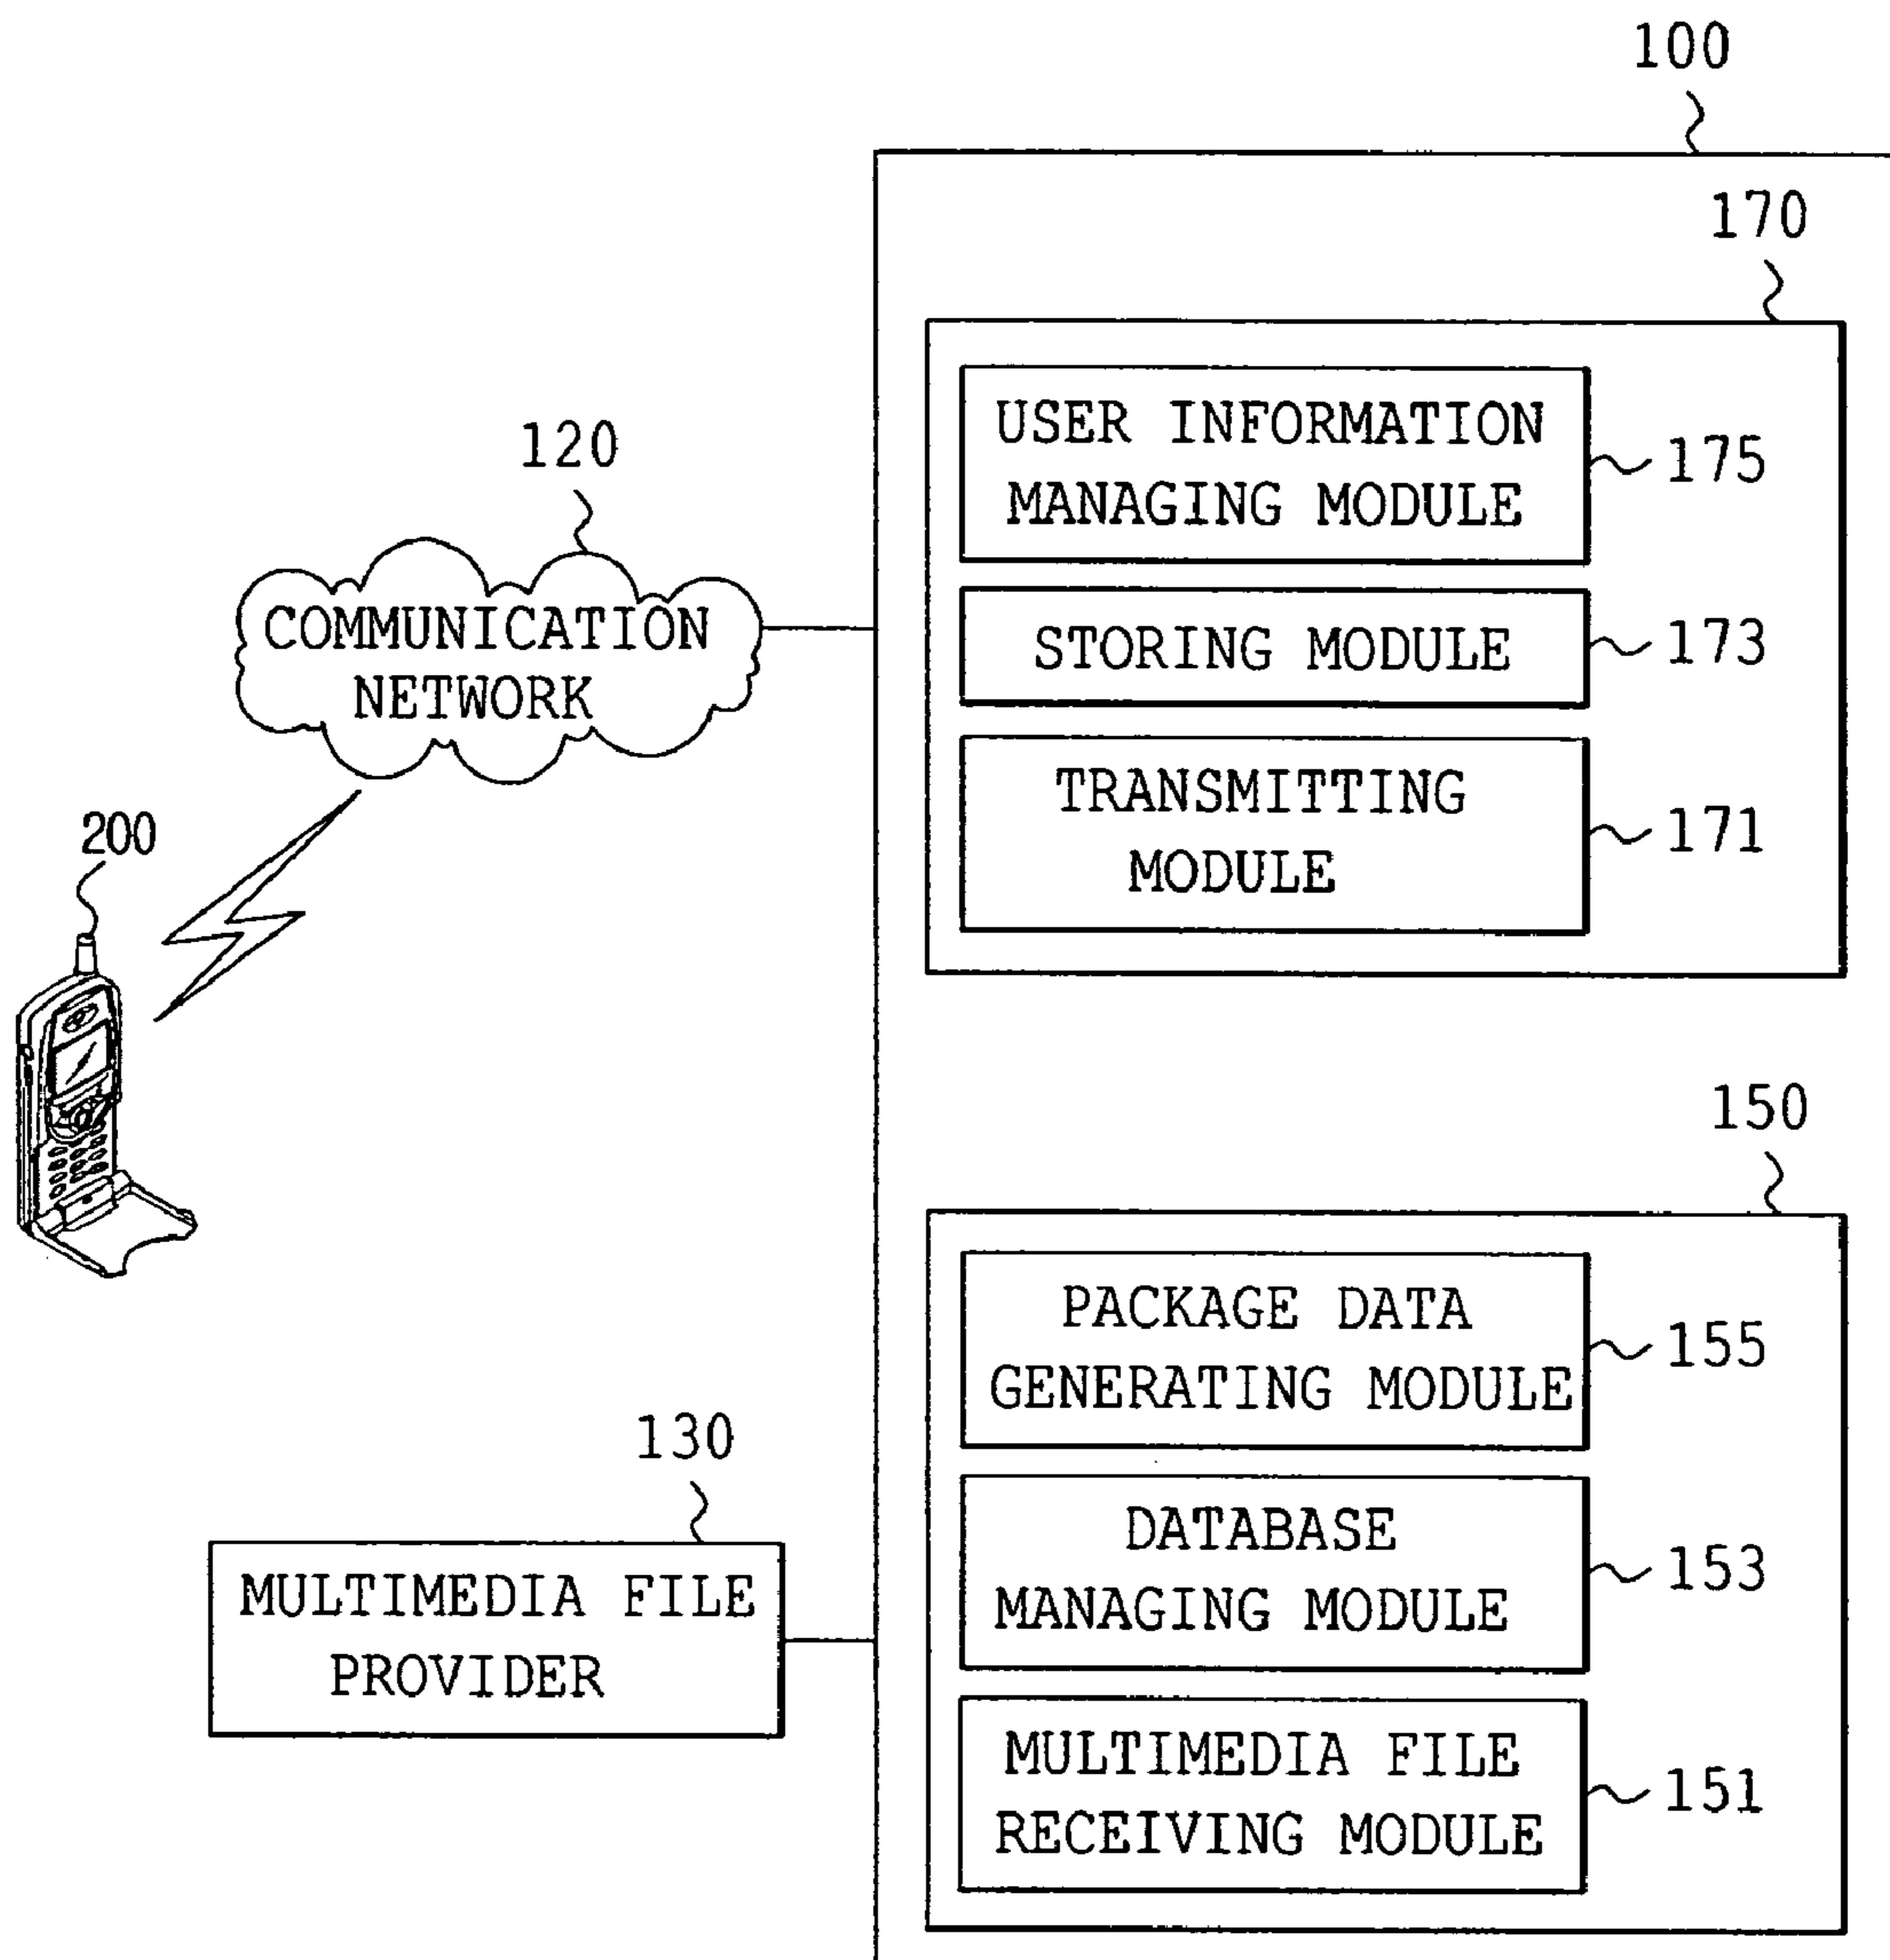 100
170
USER INFORMATION
MANAGING MODULE
175
120
STORING MODULE
173
COMMUNICATION
NETWORK
TRANSMITTING
MODULE
171
200
150
PACKAGE DATA
GENERATING MODULE
155
130
DATABASE
MANAGING MODULE
153
MULTIMEDIA FILE
PROVIDER
MULTIMEDIA FILE
RECEIVING MODULE
151